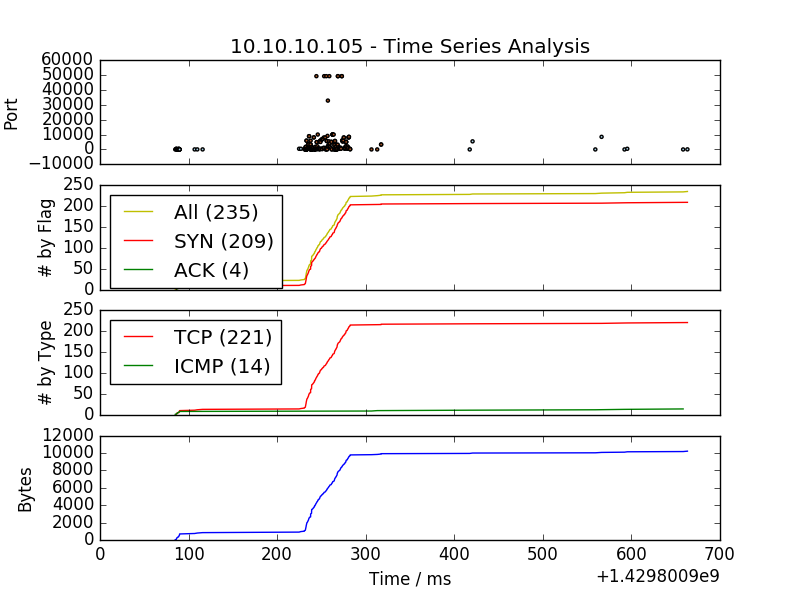 10.10.10.105 - Time Series Analysis
60000
50000
40000
30000
20000
10000
0
−10000
Port
250
200
150
100
50
0
# by Flag
All (235)
SYN (209)
ACK (4)
250
200
150
100
50
0
# by Type
TCP (221)
ICMP (14)
12000
10000
8000
6000
4000
2000
0
Bytes
0 100 200 300 400 500 600 700
Time / ms
+1.4298009e9